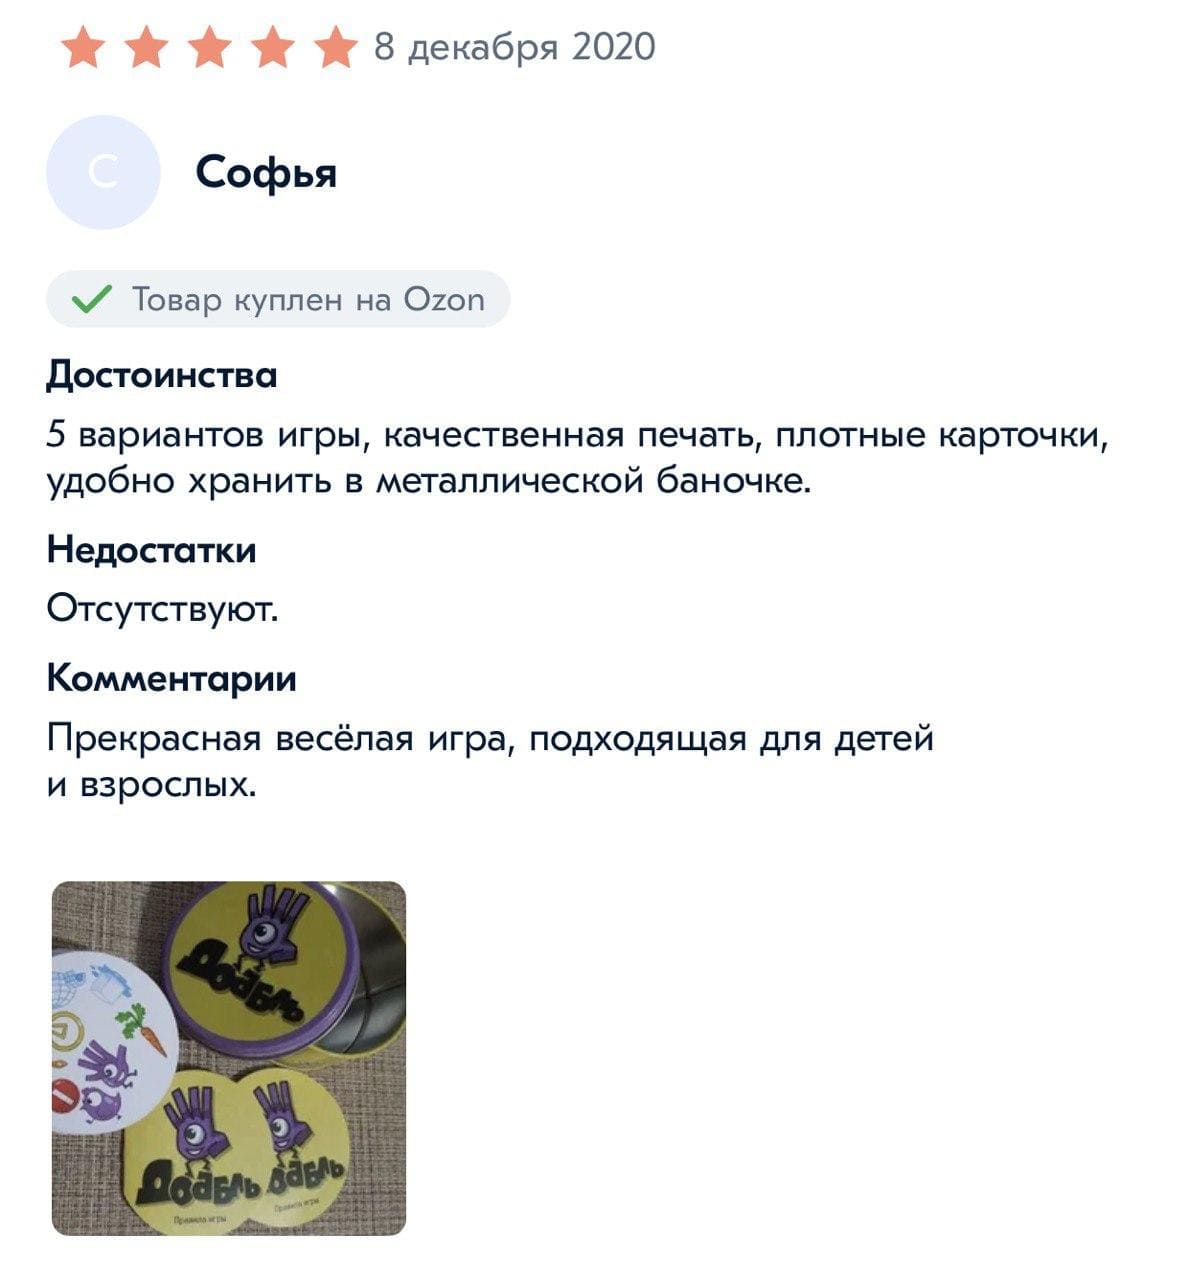 8 декабря 2020
С
Софья
Товар куплен на Ozon
Достоинства
5 вариантов игры, качественная печать, плотные карточки,
удобно хранить в металлической баночке.
Недостатки
Отсутствуют.
Комментарии
Прекрасная весёлая игра, подходящая для детей
и взрослых.
Доббль
Доббль
Правила игры
оббль
Правила игры